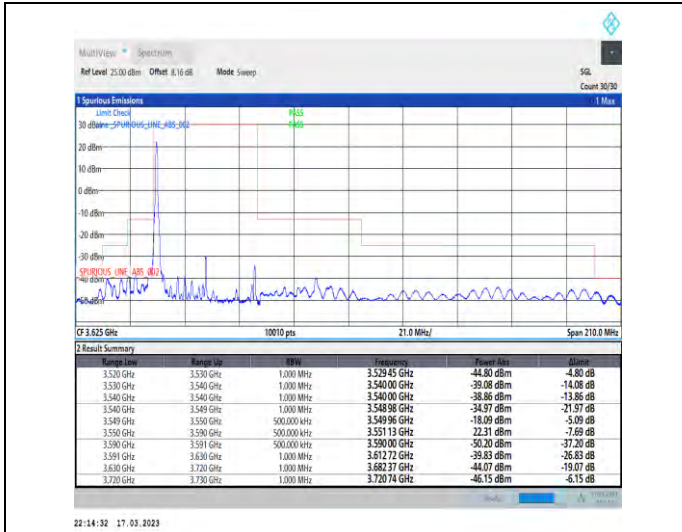 MultiView Spectrum
Ref Level 25.00 dBm Offset 8.16 dB Mode Sweep SGL
Count 30/30
1 Spurious Emissions 1 Max
Limit Check PASS
30 dBm Line _SPURIOUS_LINE_ABS_002 PASS
20 dBm
10 dBm
0 dBm
-10 dBm
-20 dBm
-30 dBm
_SPURIOUS_LINE_ABS_002
-40 dBm
-50 dBm
CF 3.625 GHz 10010 pts 21.0 MHz/ Span 210.0 MHz
2 Result Summary
Range Low Range Up RBW Frequency Power Abs ΔLimit
3.520 GHz 3.530 GHz 1.000 MHz 3.529 45 GHz -44.80 dBm -4.80 dB
3.530 GHz 3.540 GHz 1.000 MHz 3.540 00 GHz -39.08 dBm -14.08 dB
3.540 GHz 3.540 GHz 1.000 MHz 3.540 00 GHz -38.86 dBm -13.86 dB
3.540 GHz 3.549 GHz 1.000 MHz 3.548 98 GHz -34.97 dBm -21.97 dB
3.549 GHz 3.550 GHz 500.000 kHz 3.549 96 GHz -18.09 dBm -5.09 dB
3.550 GHz 3.590 GHz 500.000 kHz 3.551 13 GHz 22.31 dBm -7.69 dB
3.590 GHz 3.591 GHz 500.000 kHz 3.590 00 GHz -50.20 dBm -37.20 dB
3.591 GHz 3.630 GHz 1.000 MHz 3.612 72 GHz -39.83 dBm -26.83 dB
3.630 GHz 3.720 GHz 1.000 MHz 3.682 37 GHz -44.07 dBm -19.07 dB
3.720 GHz 3.730 GHz 1.000 MHz 3.720 74 GHz -46.15 dBm -6.15 dB
22:14:32 17.03.2023